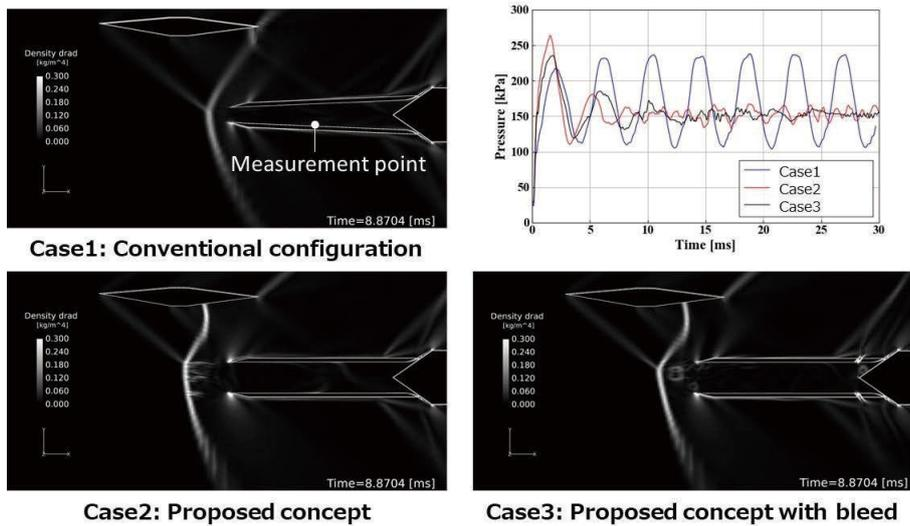 Density drad
[kg/m^4]
0.300
0.240
0.180
0.120
0.060
0.000
Measurement point
Time=8.8704 [ms]
Case1: Conventional configuration
Pressure [kPa]
300
250
200
150
100
50
0
Case1
Case2
Case3
0 5 10 15 20 25 30
Time [ms]
Density drad
[kg/m^4]
0.300
0.240
0.180
0.120
0.060
0.000
Time=8.8704 [ms]
Case2: Proposed concept
Density drad
[kg/m^4]
0.300
0.240
0.180
0.120
0.060
0.000
Time=8.8704 [ms]
Case3: Proposed concept with bleed